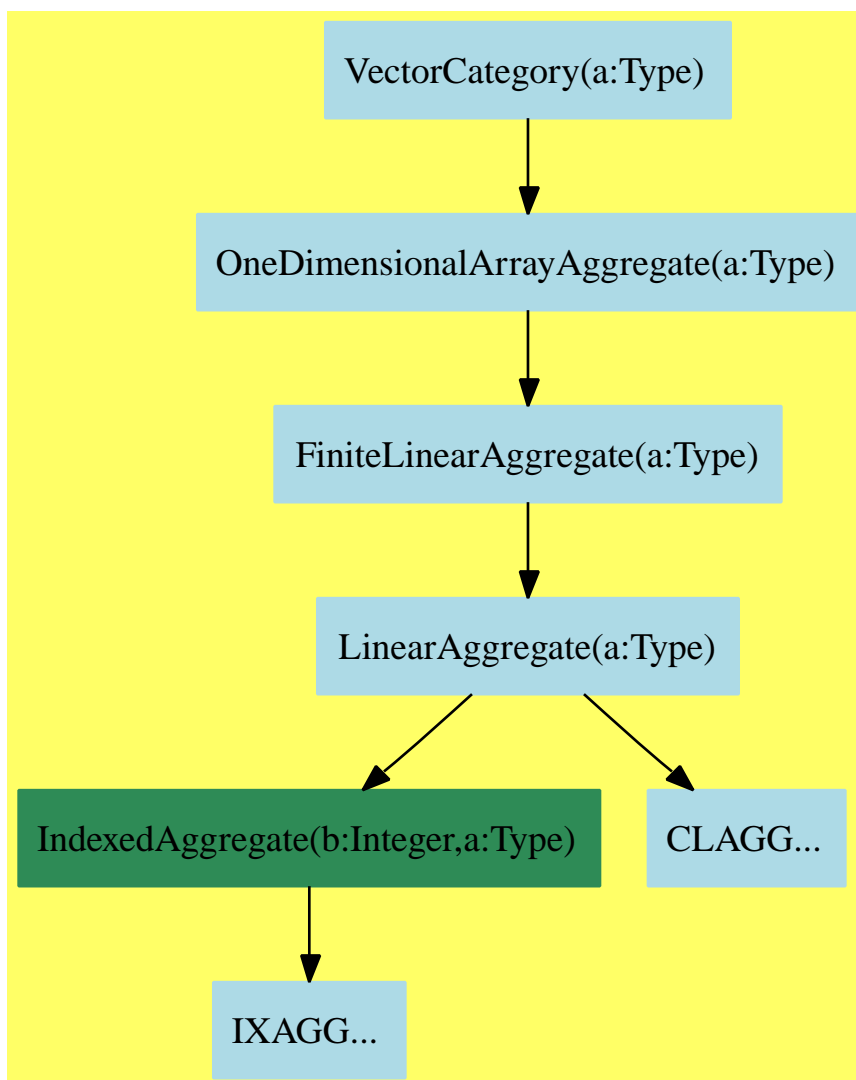 VectorCategory(a:Type)
OneDimensionalArrayAggregate(a:Type)
FiniteLinearAggregate(a:Type)
LinearAggregate(a:Type)
IndexedAggregate(b:Integer,a:Type)
CLAGG...
IXAGG...